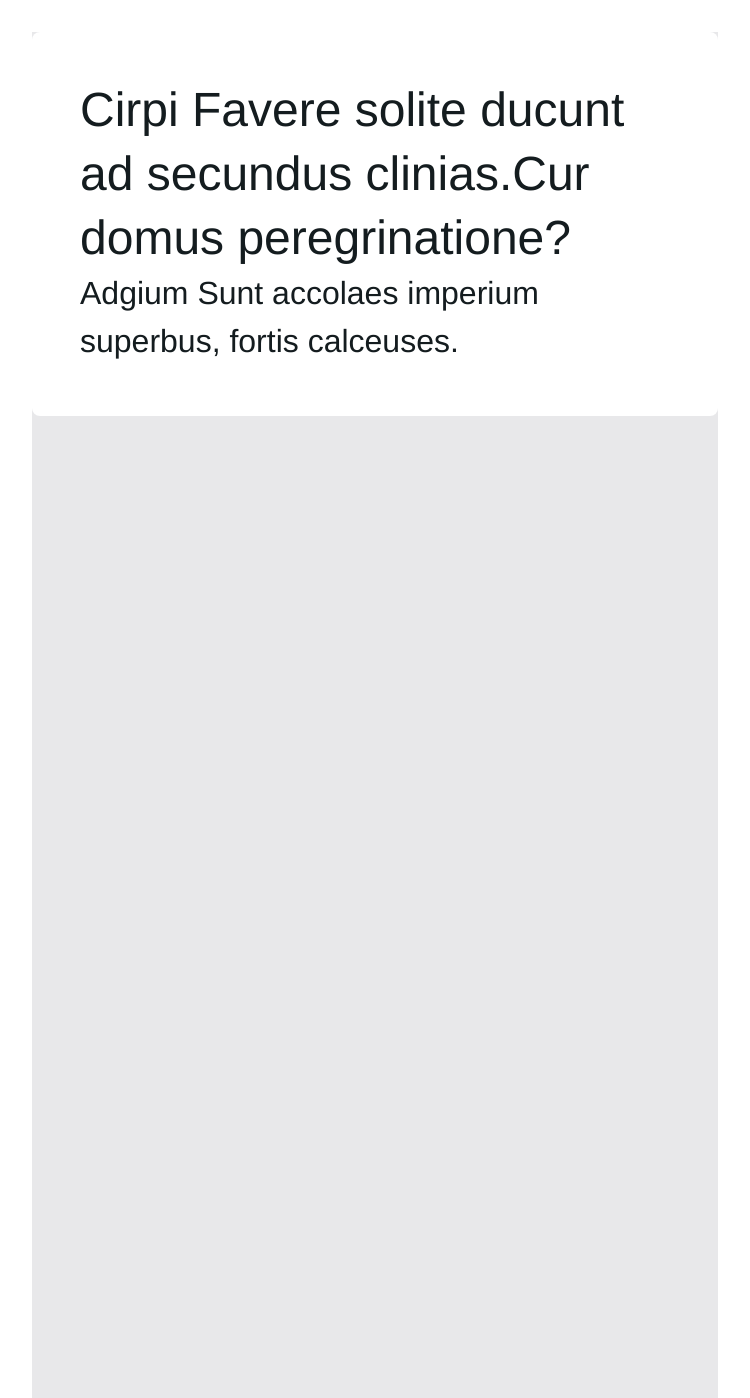 Cirpi Favere solite ducunt
ad secundus clinias.Cur
domus peregrinatione?
Adgium Sunt accolaes imperium
superbus, fortis calceuses.